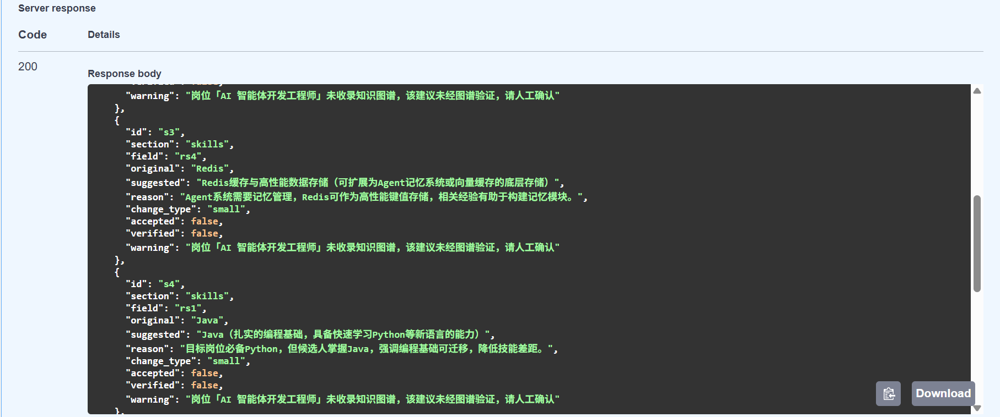 Server response
Code Details
200
Response body
"warning": "岗位「AI 智能体开发工程师」未收录知识图谱，该建议未经图谱验证，请人工确认"
},
{
"id": "s3",
"section": "skills",
"field": "rs4",
"original": "Redis",
"suggested": "Redis缓存与高性能数据存储（可扩展为Agent记忆系统或向量缓存的底层存储）",
"reason": "Agent系统需要记忆管理，Redis可作为高性能键值存储，相关经验有助于构建记忆模块。",
"change_type": "small",
"accepted": false,
"verified": false,
"warning": "岗位「AI 智能体开发工程师」未收录知识图谱，该建议未经图谱验证，请人工确认"
},
{
"id": "s4",
"section": "skills",
"field": "rs1",
"original": "Java",
"suggested": "Java（扎实的编程基础，具备快速学习Python等新语言的能力）",
"reason": "目标岗位必备Python，但候选人掌握Java，强调编程基础可迁移，降低技能差距。",
"change_type": "small",
"accepted": false,
"verified": false,
"warning": "岗位「AI 智能体开发工程师」未收录知识图谱，该建议未经图谱验证，请人工确认"
},
Download